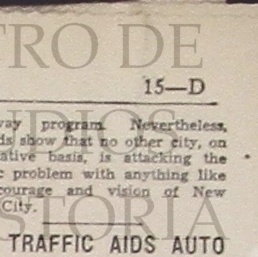 TRO DE
15—D
way program. Nevertheless,
ds show that no other city, on
ative basis, is attacking the
c problem with anything like
courage and vision of New
City.
TUDIOS
STORIA
TRAFFIC AIDS AUTO